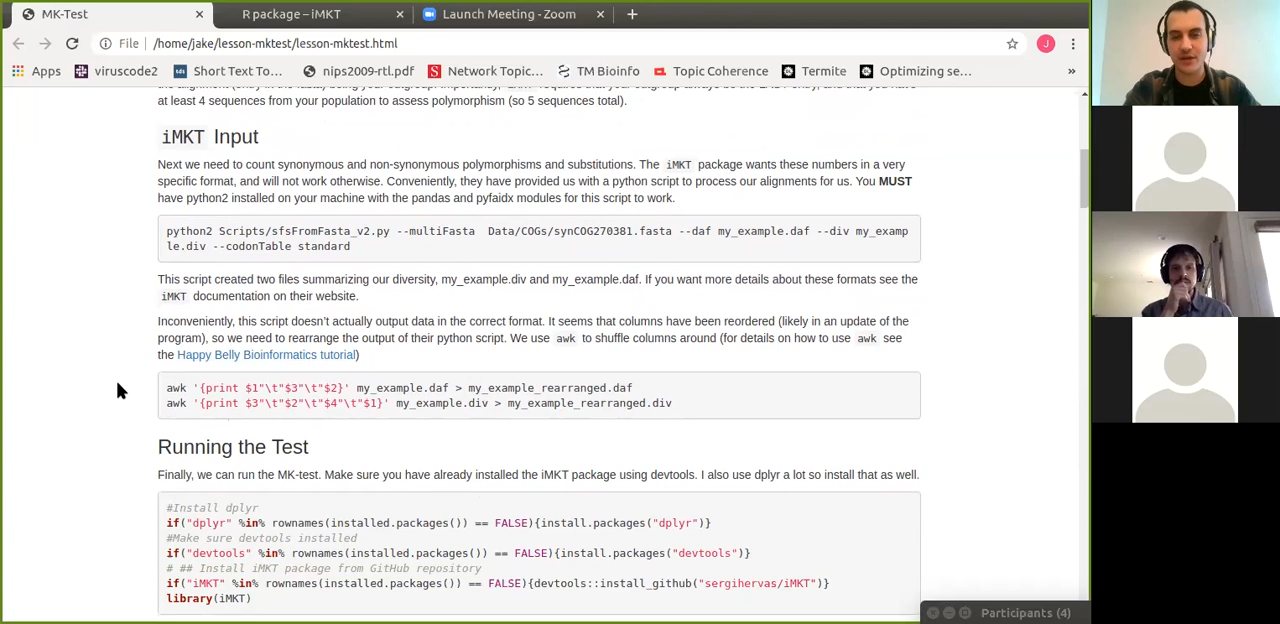 MK-Test
R package – iMKT
Launch Meeting - Zoom
File /home/jake/lesson-mktest/lesson-mktest.html
J
Apps viruscode2 Short Text To… nips2009-rtl.pdf Network Topic… TM Bioinfo Topic Coherence Termite Optimizing se… »
at least 4 sequences from your population to assess polymorphism (so 5 sequences total).
iMKT Input
Next we need to count synonymous and non-synonymous polymorphisms and substitutions. The iMKT package wants these numbers in a very
specific format, and will not work otherwise. Conveniently, they have provided us with a python script to process our alignments for us. You MUST
have python2 installed on your machine with the pandas and pyfaidx modules for this script to work.
python2 Scripts/sfsFromFasta_v2.py --multiFasta  Data/COGs/synCOG270381.fasta --daf my_example.daf --div my_examp
le.div --codonTable standard
This script created two files summarizing our diversity, my_example.div and my_example.daf. If you want more details about these formats see the
iMKT documentation on their website.
Inconveniently, this script doesn't actually output data in the correct format. It seems that columns have been reordered (likely in an update of the
program), so we need to rearrange the output of their python script. We use awk to shuffle columns around (for details on how to use awk see
the Happy Belly Bioinformatics tutorial)
awk '{print $1"\t"$3"\t"$2}' my_example.daf > my_example_rearranged.daf
awk '{print $3"\t"$2"\t"$4"\t"$1}' my_example.div > my_example_rearranged.div
Running the Test
Finally, we can run the MK-test. Make sure you have already installed the iMKT package using devtools. I also use dplyr a lot so install that as well.
#Install dplyr
if("dplyr" %in% rownames(installed.packages()) == FALSE){install.packages("dplyr")}
#Make sure devtools installed
if("devtools" %in% rownames(installed.packages()) == FALSE){install.packages("devtools")}
# ## Install iMKT package from GitHub repository
if("iMKT" %in% rownames(installed.packages()) == FALSE){devtools::install_github("sergihervas/iMKT")}
library(iMKT)
Participants (4)